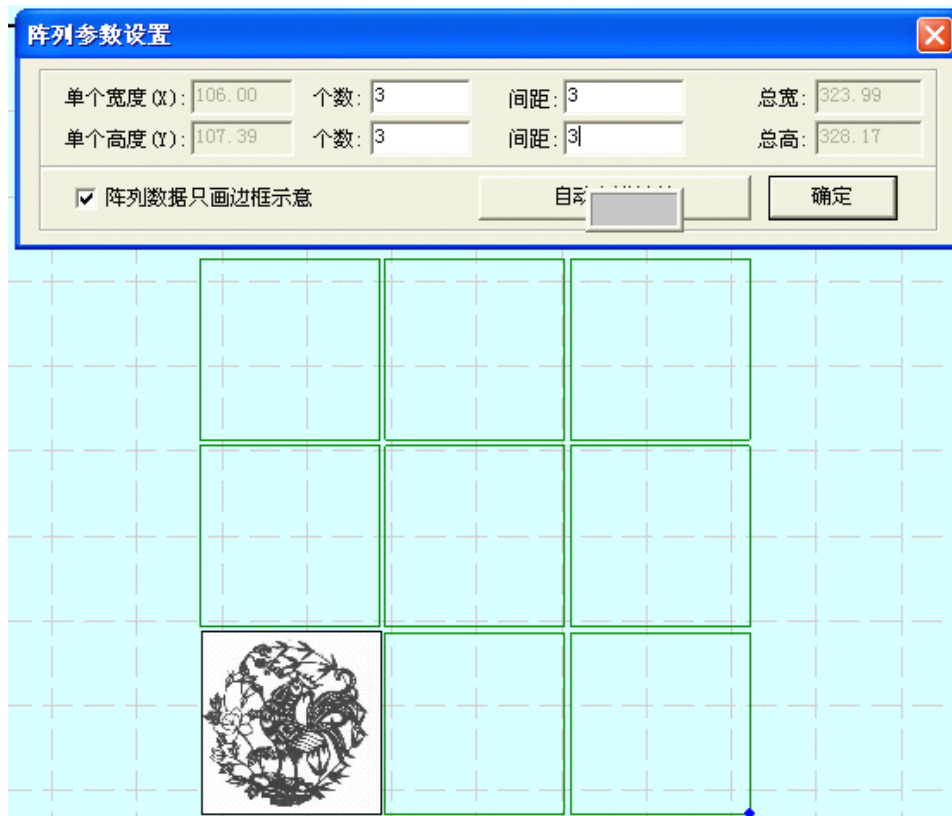 阵列参数设置
单个宽度(X): 106.00 个数: 3 间距: 3 总宽: 323.99
单个高度(Y): 107.39 个数: 3 间距: 3 总高: 328.17
阵列数据只画边框示意 自动 确定